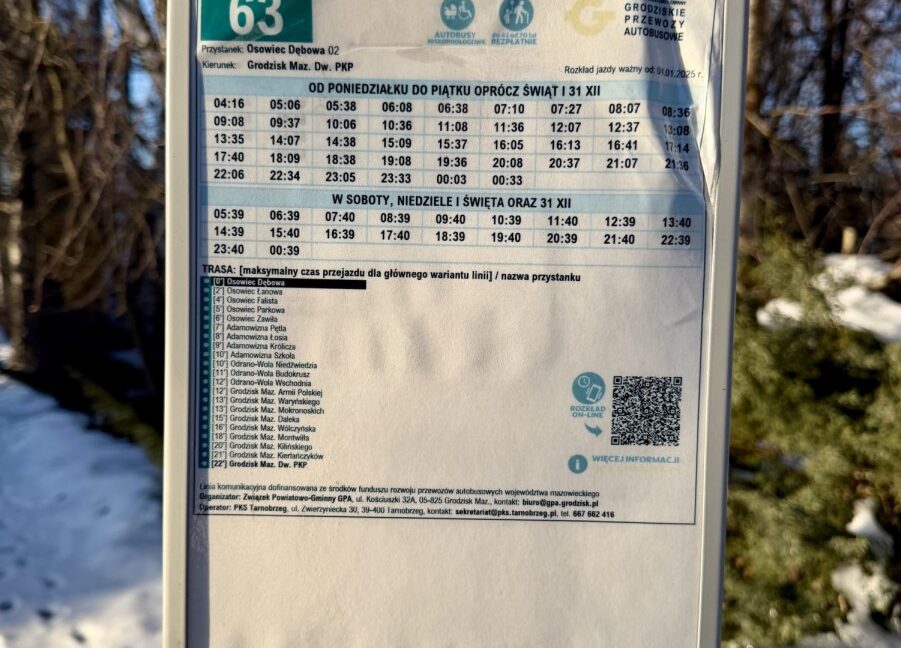 63
AUTOBUSY
NISKOPODŁOGOWE
do 6 i od 70 lat
BEZPŁATNIE
GRODZISKIE
PRZEWOZY
AUTOBUSOWE
Przystanek: Osowiec Dębowa 02
Kierunek: Grodzisk Maz. Dw. PKP
Rozkład jazdy ważny od: 01.01.2025 r.
OD PONIEDZIAŁKU DO PIĄTKU OPRÓCZ ŚWIĄT I 31 XII
04:16 05:06 05:38 06:08 06:38 07:10 07:27 08:07 08:36
09:08 09:37 10:06 10:36 11:08 11:36 12:07 12:37 13:08
13:35 14:07 14:38 15:09 15:37 16:05 16:13 16:41 17:14
17:40 18:09 18:38 19:08 19:36 20:08 20:37 21:07 21:36
22:06 22:34 23:05 23:33 00:03 00:33
W SOBOTY, NIEDZIELE I ŚWIĘTA ORAZ 31 XII
05:39 06:39 07:40 08:39 09:40 10:39 11:40 12:39 13:40
14:39 15:40 16:39 17:40 18:39 19:40 20:39 21:40 22:39
23:40 00:39
TRASA: [maksymalny czas przejazdu dla głównego wariantu linii] / nazwa przystanku
[0'] Osowiec Dębowa
[2'] Osowiec Łanowa
[4'] Osowiec Falista
[5'] Osowiec Parkowa
[6'] Osowiec Zawiła
[7'] Adamowizna Pętla
[8'] Adamowizna Łosia
[9'] Adamowizna Królicza
[10'] Adamowizna Szkoła
[10'] Odrano-Wola Niedźwiedzia
[11'] Odrano-Wola Budokrusz
[12'] Odrano-Wola Wschodnia
[12'] Grodzisk Maz. Armii Polskiej
[13'] Grodzisk Maz. Waryńskiego
[13'] Grodzisk Maz. Mokronoskich
[15'] Grodzisk Maz. Daleka
[16'] Grodzisk Maz. Wólczyńska
[18'] Grodzisk Maz. Montwiłła
[20'] Grodzisk Maz. Kilińskiego
[21'] Grodzisk Maz. Kierlańczyków
[22'] Grodzisk Maz. Dw. PKP
ROZKŁAD
ON-LINE
WIĘCEJ INFORMACJI
Linia komunikacyjna dofinansowana ze środków funduszu rozwoju przewozów autobusowych województwa mazowieckiego
Organizator: Związek Powiatowo-Gminny GPA, ul. Kościuszki 32A, 05-825 Grodzisk Maz., kontakt: biuro@gpa.grodzisk.pl
Operator: PKS Tarnobrzeg, ul. Zwierzyniecka 30, 39-400 Tarnobrzeg, kontakt: sekretariat@pks.tarnobrzeg.pl, tel. 667 662 416